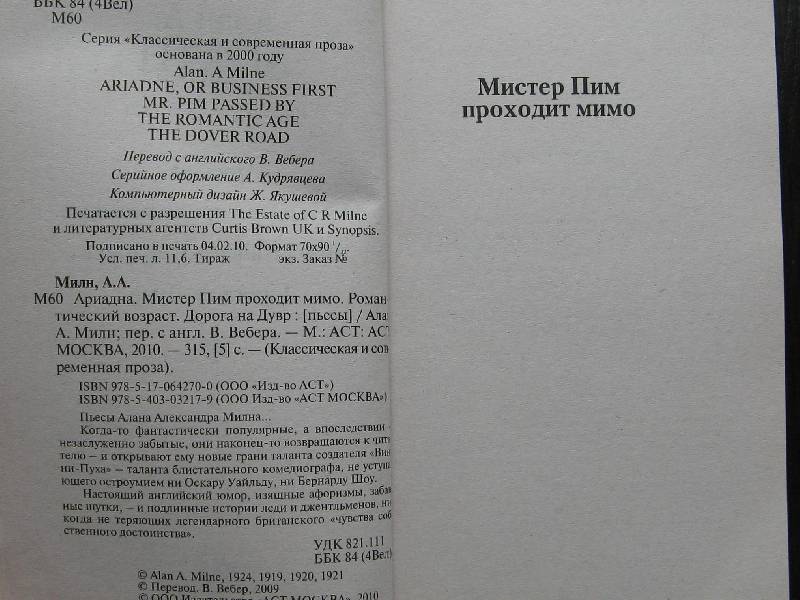 ББК 84 (4Вел)
М60
Серия «Классическая и современная проза»
основана в 2000 году
Alan. A Milne
ARIADNE, OR BUSINESS FIRST
MR. PIM PASSED BY
THE ROMANTIC AGE
THE DOVER ROAD
Перевод с английского В. Вебера
Серийное оформление А. Кудрявцева
Компьютерный дизайн Ж. Якушевой
Печатается с разрешения The Estate of C R Milne
и литературных агентств Curtis Brown UK и Synopsis.
Подписано в печать 04.02.10. Формат 70x90 1/
Усл. печ. л. 11,6. Тираж экз. Заказ №
Милн, А.А.
М60 Ариадна. Мистер Пим проходит мимо. Роман
тический возраст. Дорога на Дувр : [пьесы] / Алан
А. Милн; пер. с англ. В. Вебера. — М.: АСТ: АСТ
МОСКВА, 2010. — 315, [5] с. — (Классическая и сов
ременная проза).
ISBN 978-5-17-064270-0 (ООО «Изд-во АСТ»)
ISBN 978-5-403-03217-9 (ООО Изд-во «АСТ МОСКВА»)
Пьесы Алана Александра Милна...
Когда-то фантастически популярные, а впоследствии
незаслуженно забытые, они наконец-то возвращаются к чит
телю — и открывают ему новые грани таланта создателя «Вин
ни-Пуха» — таланта блистательного комедиографа, не уступ
ющего остроумием ни Оскару Уайльду, ни Бернарду Шоу.
Настоящий английский юмор, изящные афоризмы, забав
ные шутки, — и подлинные истории леди и джентльменов, ни
когда не теряющих легендарного британского «чувства соб
ственного достоинства».
УДК 821.111
ББК 84 (4Вел)
© Alan A. Milne, 1924, 1919, 1920, 1921
© Перевод. В. Вебер, 2009
© ООО Издательство «АСТ МОСКВА», 2010
Мистер Пим
проходит мимо